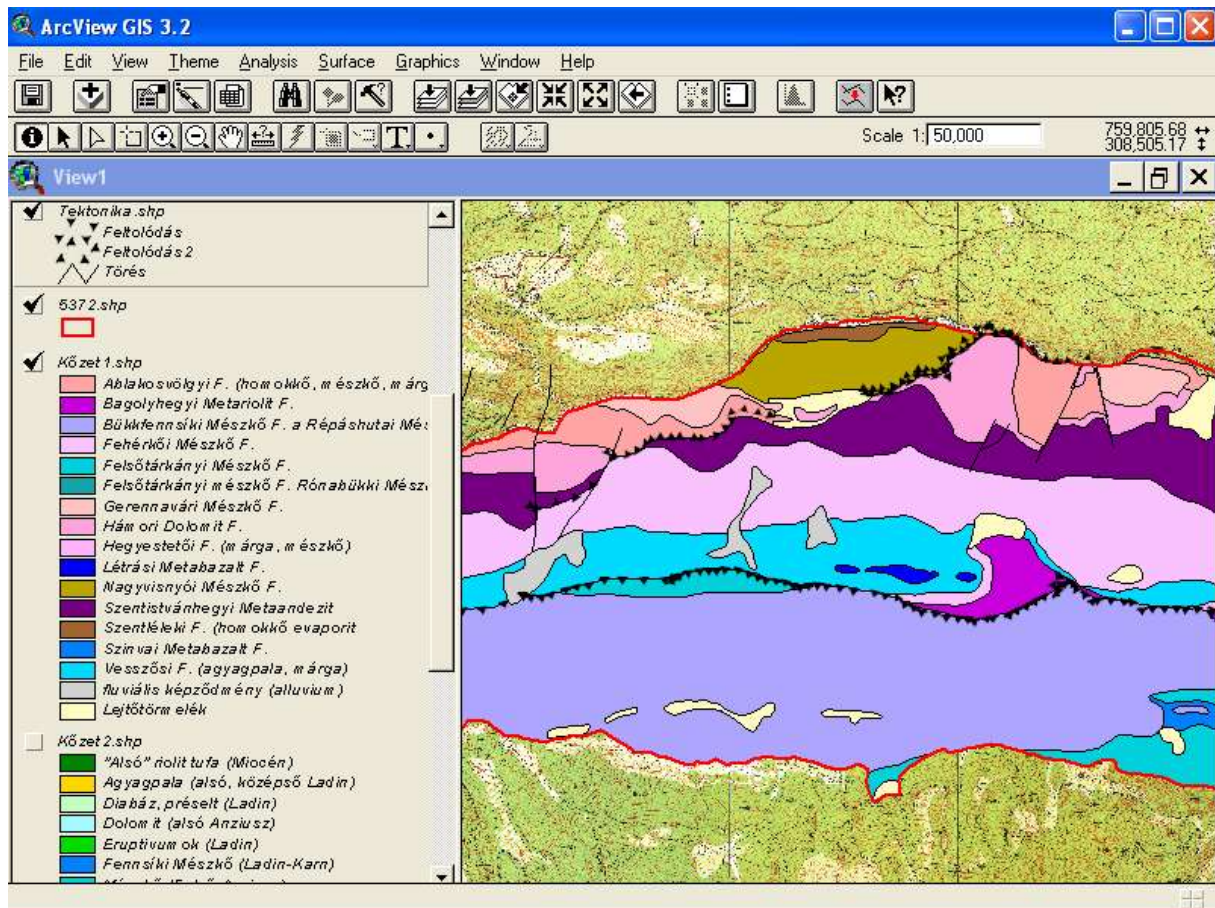 ArcView GIS 3.2
File Edit View Theme Analysis Surface Graphics Window Help
Scale 1: 50,000
759,805.68
308,505.17
View1
Tektonika.shp
Feltolódás
Feltolódás 2
Törés
5372.shp
Kőzet1.shp
Ablakosvölgyi F. (homokkő, mészkő, márg
Bagolyhegyi Metariolit F.
Bükkfennsíki Mészkő F. a Répáshutai Més
Fehérkői Mészkő F.
Felsőtárkányi Mészkő F.
Felsőtárkányi mészkő F. Rónabükki Mész
Gerennavári Mészkő F.
Hámori Dolomit F.
Hegyestetői F. (márga, mészkő)
Létrási Metabazalt F.
Nagyvisnyói Mészkő F.
Szentistvánhegyi Metaandezit
Szentléleki F. (homokkő evaporit
Szinvai Metabazalt F.
Vesszősi F. (agyagpala, márga)
fluviális képződmény (alluvium)
Lejtőtörmelék
Kőzet2.shp
"Alsó" riolittufa (Miocén)
Agyagpala (alsó, középső Ladin)
Diabáz, préselt (Ladin)
Dolomit (alsó Anziusz)
Eruptivumok (Ladin)
Fennsíki Mészkő (Ladin-Karn)